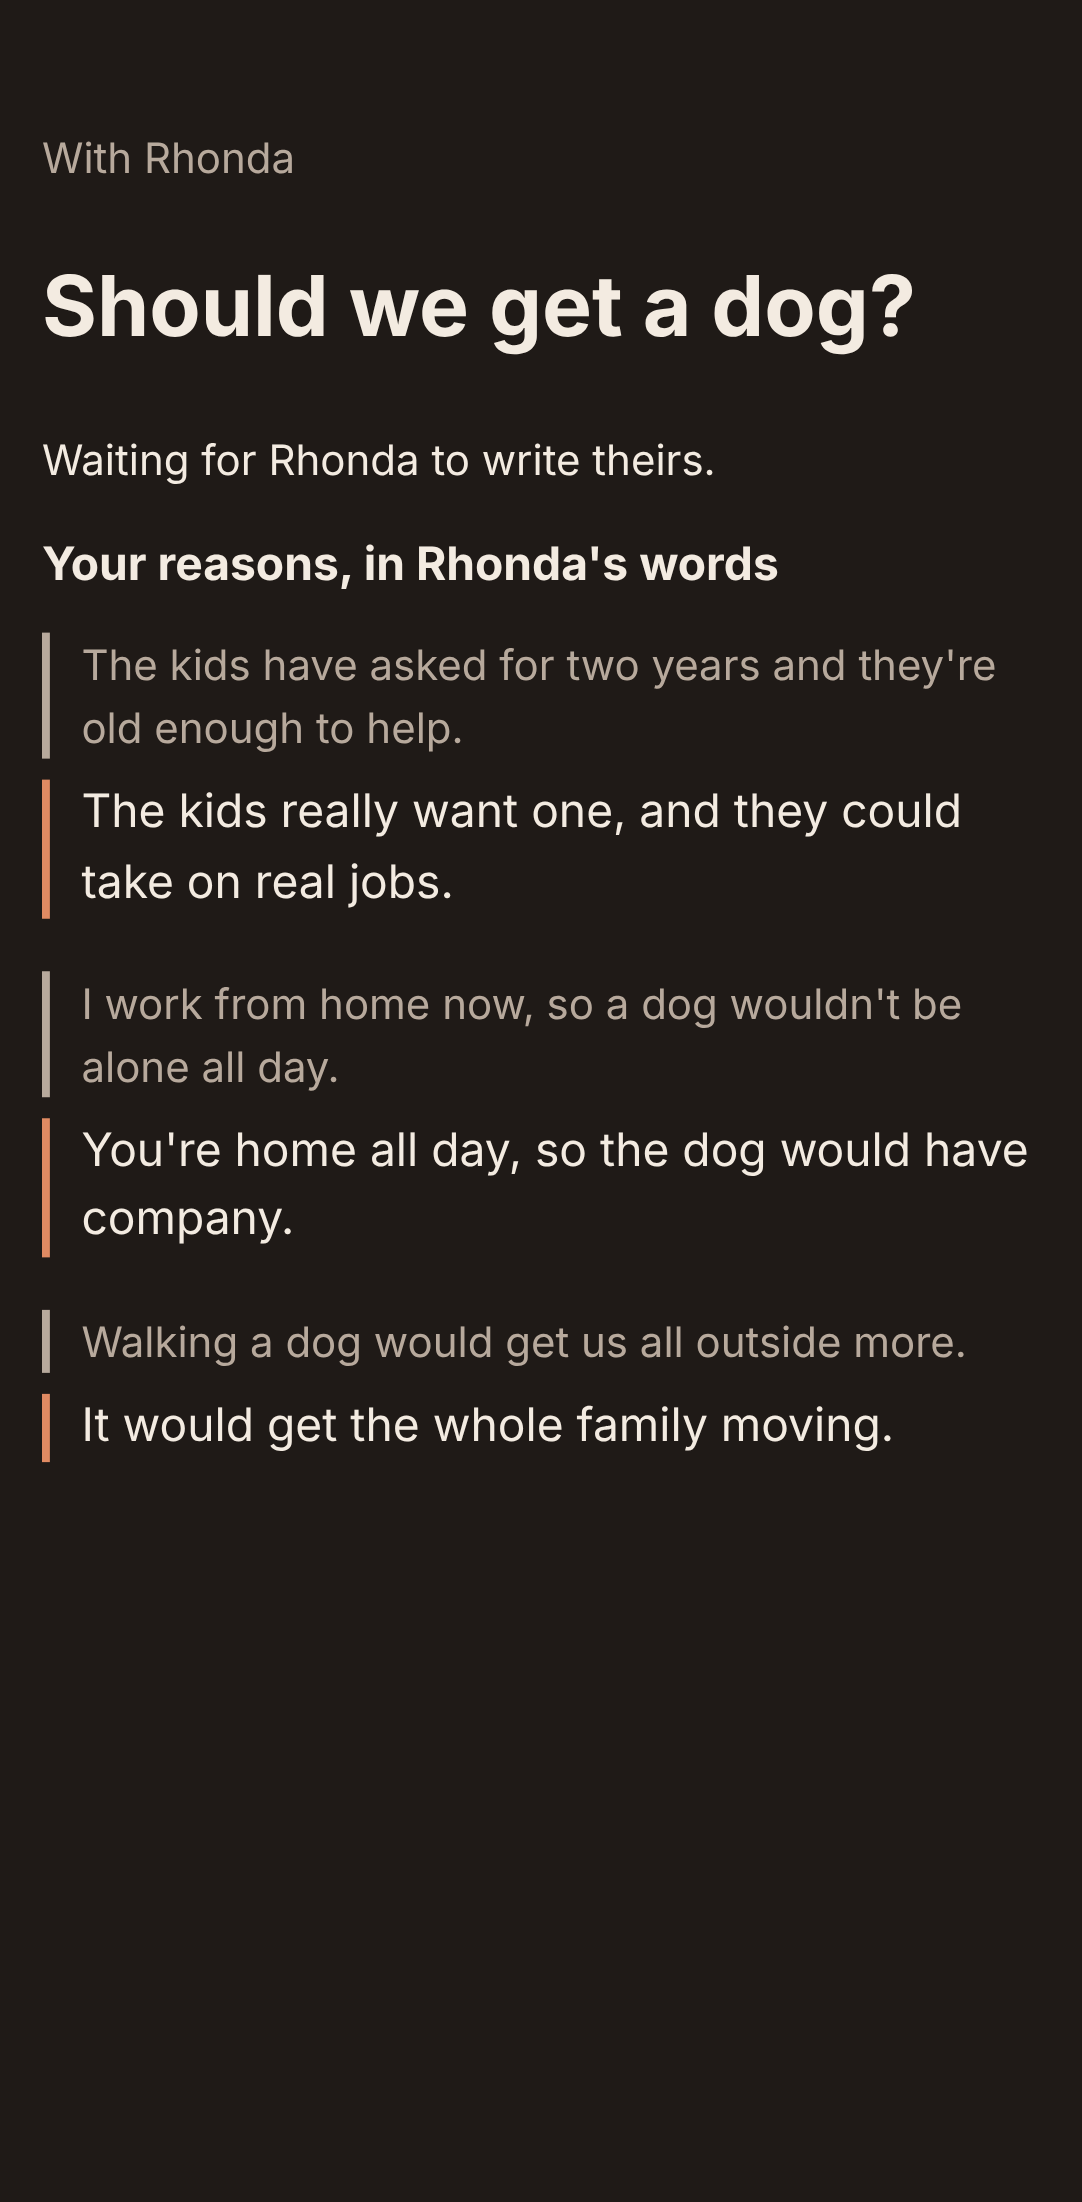 With Rhonda
Should we get a dog?
Waiting for Rhonda to write theirs.
Your reasons, in Rhonda's words
The kids have asked for two years and they're
old enough to help.
The kids really want one, and they could
take on real jobs.
I work from home now, so a dog wouldn't be
alone all day.
You're home all day, so the dog would have
company.
Walking a dog would get us all outside more.
It would get the whole family moving.